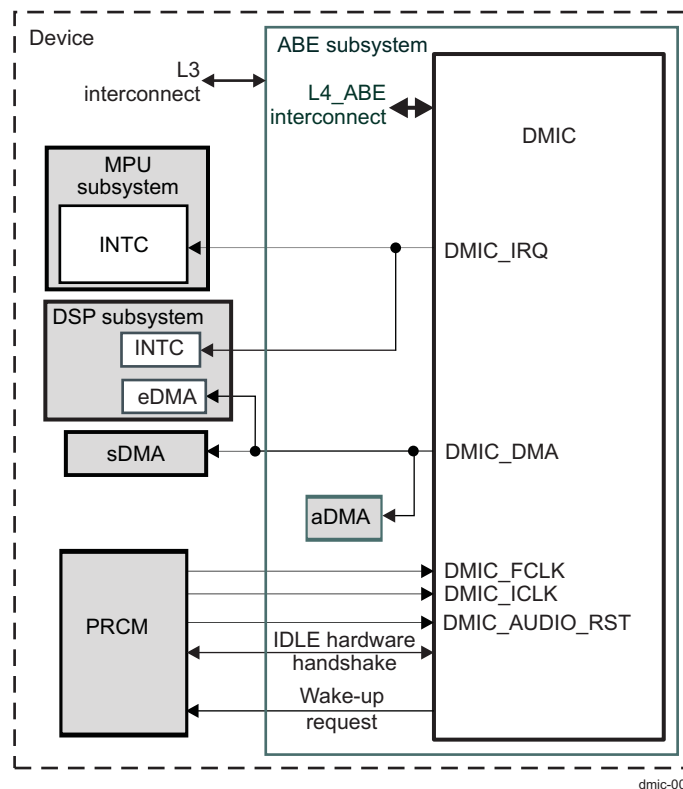 Device
ABE subsystem
L3
interconnect
L4_ABE
interconnect
DMIC
MPU
subsystem
INTC
DMIC_IRQ
DSP subsystem
INTC
eDMA
sDMA
DMIC_DMA
aDMA
DMIC_FCLK
DMIC_ICLK
PRCM
DMIC_AUDIO_RST
IDLE hardware
handshake
Wake-up
request